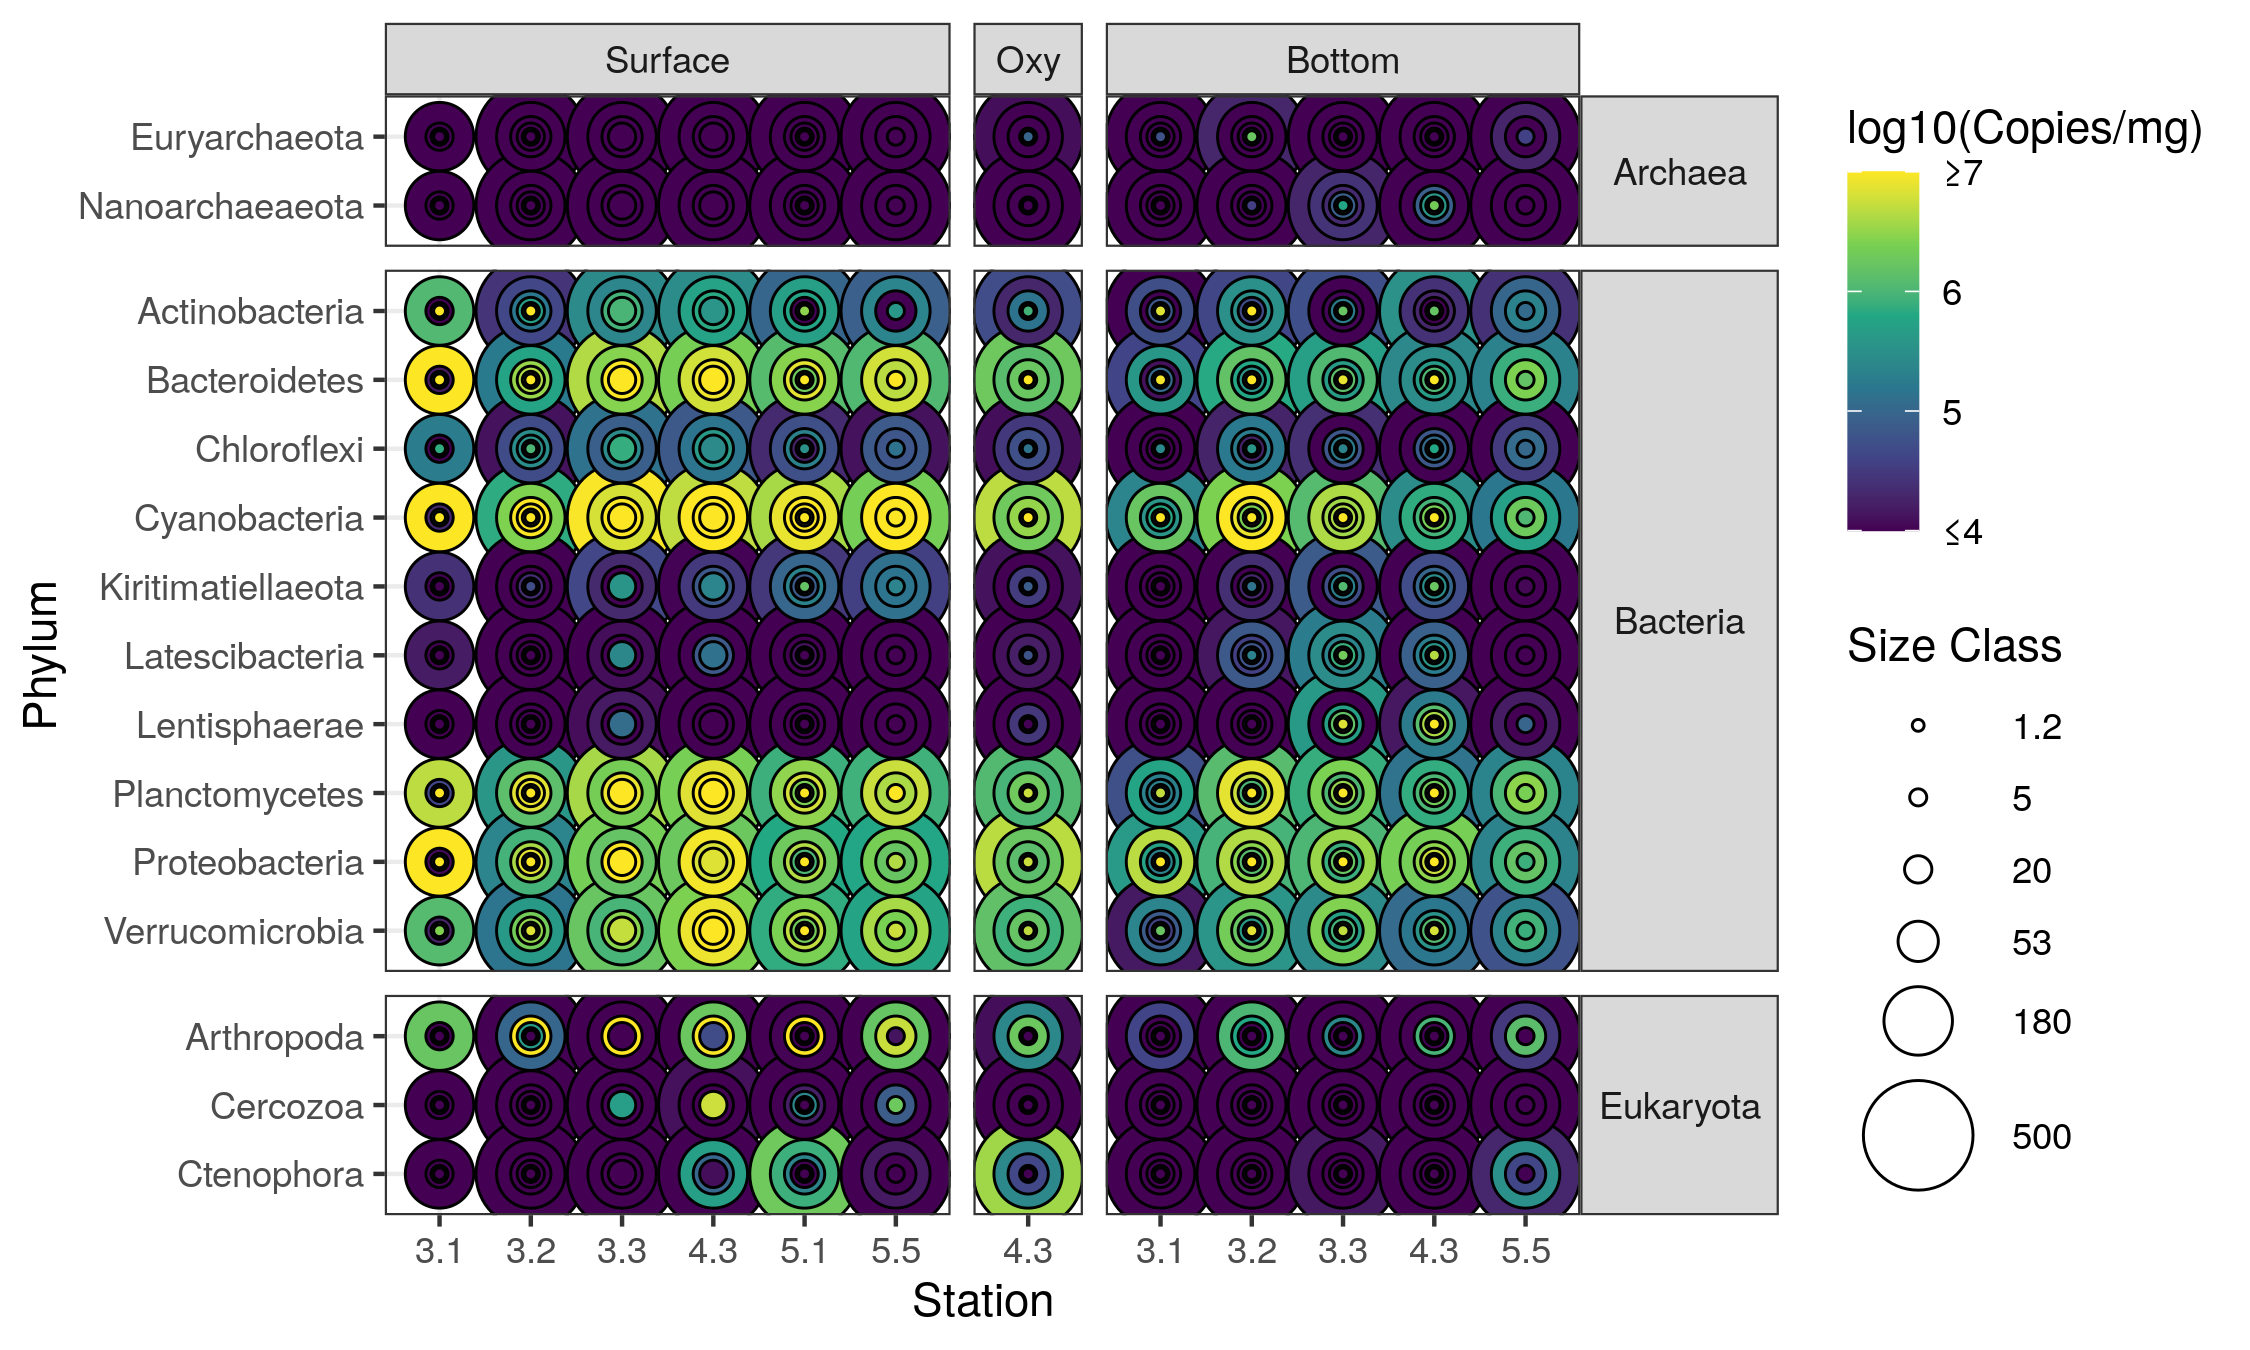 Surface
Oxy
Bottom
Euryarchaeota
Nanoarchaeaeota
Archaea
Actinobacteria
Bacteroidetes
Chloroflexi
Cyanobacteria
Kiritimatiellaeota
Latescibacteria
Lentisphaerae
Planctomycetes
Proteobacteria
Verrucomicrobia
Bacteria
Arthropoda
Cercozoa
Ctenophora
Eukaryota
Phylum
3.1 3.2 3.3 4.3 5.1 5.5 4.3 3.1 3.2 3.3 4.3 5.5
Station
log10(Copies/mg)
≥7
6
5
≤4
Size Class
1.2
5
20
53
180
500